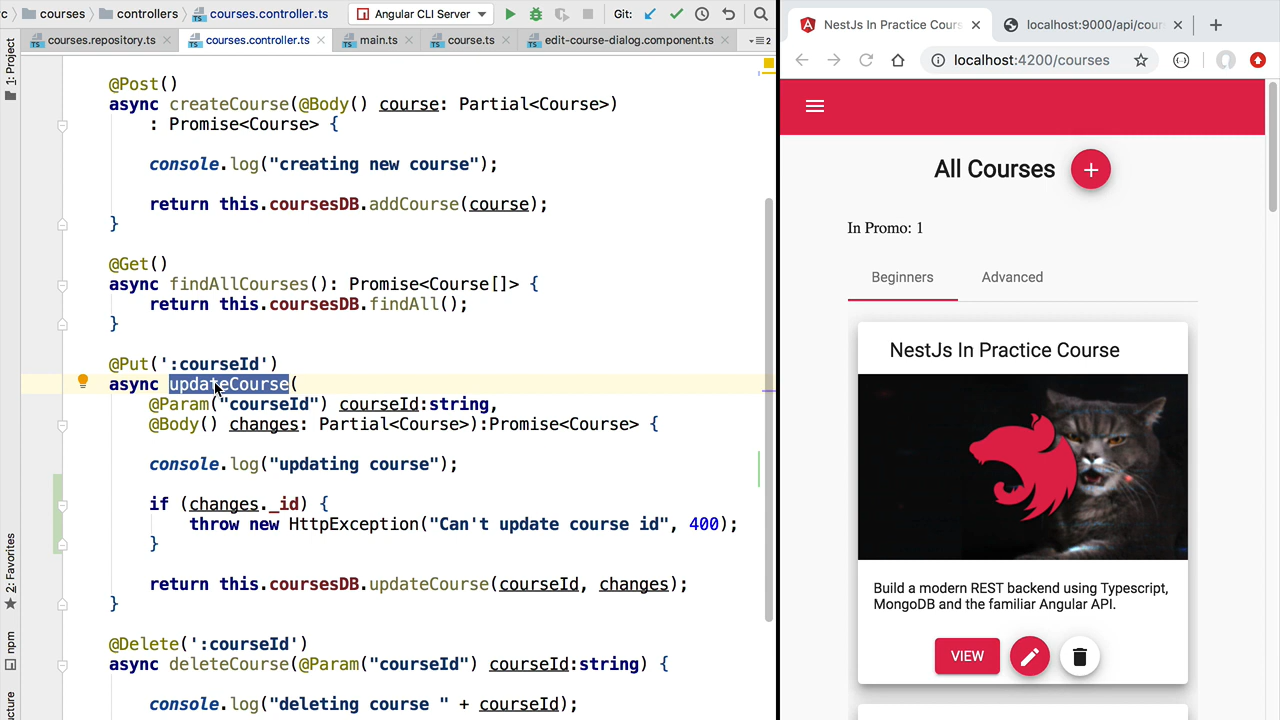 courses controllers courses.controller.ts Angular CLI Server Git:
courses.repository.ts courses.controller.ts main.ts course.ts edit-course-dialog.component.ts 2
1: Project
2: Favorites
npm
@Post()
async createCourse(@Body() course: Partial<Course>)
: Promise<Course> {
console.log("creating new course");
return this.coursesDB.addCourse(course);
}
@Get()
async findAllCourses(): Promise<Course[]> {
return this.coursesDB.findAll();
}
@Put(':courseId')
async updateCourse(
@Param("courseId") courseId:string,
@Body() changes: Partial<Course>):Promise<Course> {
console.log("updating course");
if (changes._id) {
throw new HttpException("Can't update course id", 400);
}
return this.coursesDB.updateCourse(courseId, changes);
}
@Delete(':courseId')
async deleteCourse(@Param("courseId") courseId:string) {
console.log("deleting course " + courseId);
NestJs In Practice Cours localhost:9000/api/cour
localhost:4200/courses
All Courses +
In Promo: 1
Beginners Advanced
NestJs In Practice Course
Build a modern REST backend using Typescript,
MongoDB and the familiar Angular API.
VIEW